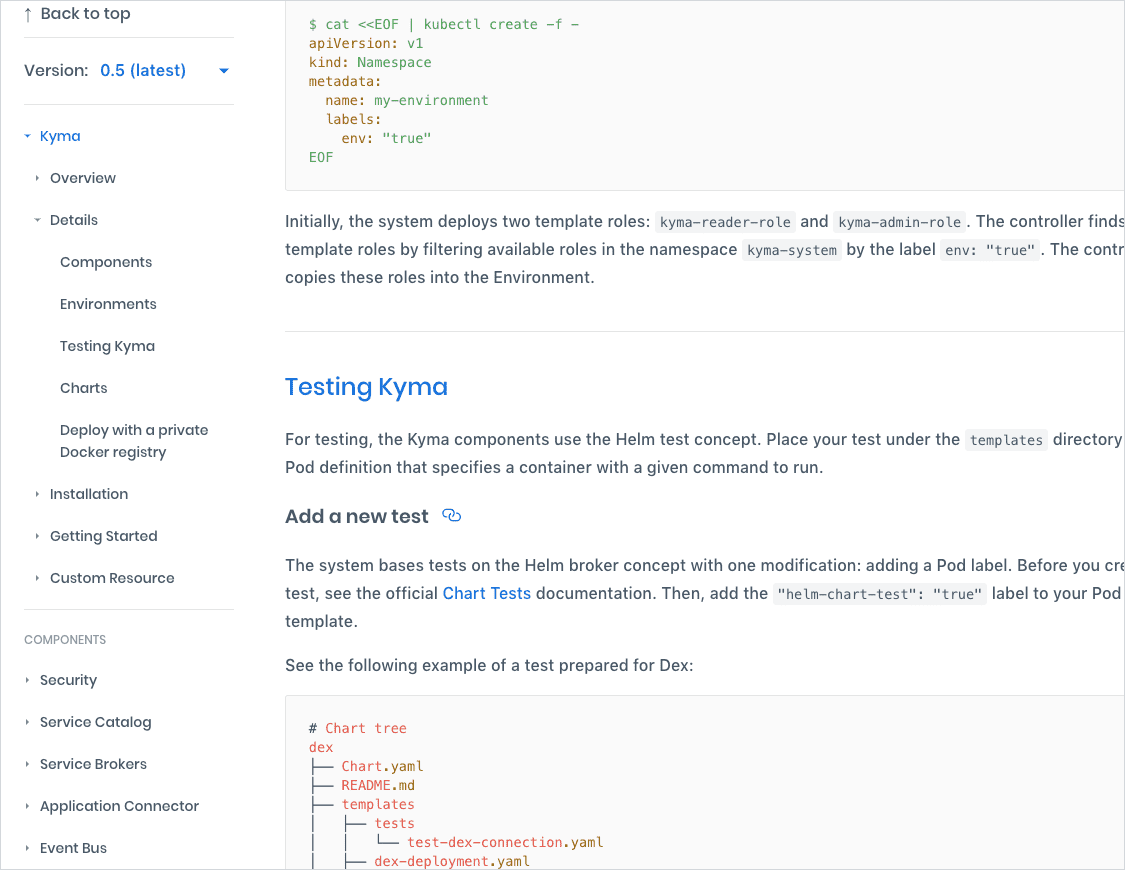 ↑ Back to top
Version: 0.5 (latest)
Kyma
Overview
Details
Components
Environments
Testing Kyma
Charts
Deploy with a private
Docker registry
Installation
Getting Started
Custom Resource
COMPONENTS
Security
Service Catalog
Service Brokers
Application Connector
Event Bus
$ cat <<EOF | kubectl create -f -
apiVersion: v1
kind: Namespace
metadata:
  name: my-environment
  labels:
    env: "true"
EOF
Initially, the system deploys two template roles: kyma-reader-role and kyma-admin-role. The controller finds
template roles by filtering available roles in the namespace kyma-system by the label env: "true". The contr
copies these roles into the Environment.
Testing Kyma
For testing, the Kyma components use the Helm test concept. Place your test under the templates directory
Pod definition that specifies a container with a given command to run.
Add a new test
The system bases tests on the Helm broker concept with one modification: adding a Pod label. Before you cre
test, see the official Chart Tests documentation. Then, add the "helm-chart-test": "true" label to your Pod
template.
See the following example of a test prepared for Dex:
# Chart tree
dex
├── Chart.yaml
├── README.md
├── templates
│   ├── tests
│   │   └── test-dex-connection.yaml
│   ├── dex-deployment.yaml